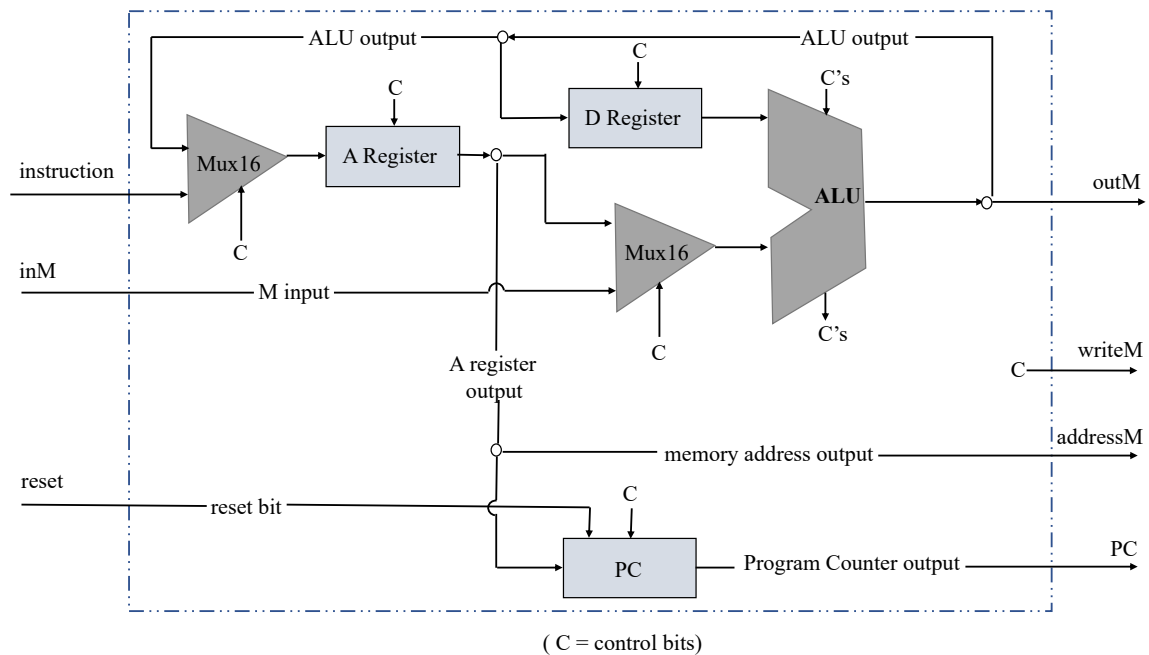 ALU output
ALU output
C
C
C's
instruction
Mux16
A Register
D Register
ALU
outM
C
inM
M input
Mux16
C
C's
A register
output
C
writeM
memory address output
addressM
reset
reset bit
C
PC
Program Counter output
PC
( C = control bits)